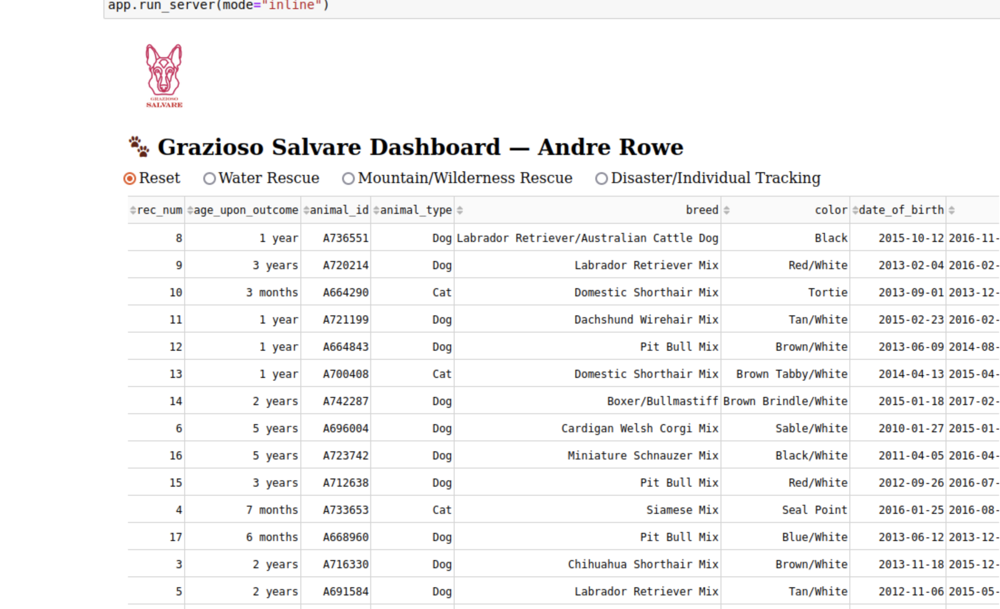 app.run_server(mode="inline")
GRAZIOSO
SALVARE
🐾 Grazioso Salvare Dashboard — Andre Rowe
Reset Water Rescue Mountain/Wilderness Rescue Disaster/Individual Tracking
rec_num age_upon_outcome animal_id animal_type breed color date_of_birth
8 1 year A736551 Dog Labrador Retriever/Australian Cattle Dog Black 2015-10-12 2016-11-
9 3 years A720214 Dog Labrador Retriever Mix Red/White 2013-02-04 2016-02-
10 3 months A664290 Cat Domestic Shorthair Mix Tortie 2013-09-01 2013-12-
11 1 year A721199 Dog Dachshund Wirehair Mix Tan/White 2015-02-23 2016-02-
12 1 year A664843 Dog Pit Bull Mix Brown/White 2013-06-09 2014-08-
13 1 year A700408 Cat Domestic Shorthair Mix Brown Tabby/White 2014-04-13 2015-04-
14 2 years A742287 Dog Boxer/Bullmastiff Brown Brindle/White 2015-01-18 2017-02-
6 5 years A696004 Dog Cardigan Welsh Corgi Mix Sable/White 2010-01-27 2015-01-
16 5 years A723742 Dog Miniature Schnauzer Mix Black/White 2011-04-05 2016-04-
15 3 years A712638 Dog Pit Bull Mix Red/White 2012-09-26 2016-07-
4 7 months A733653 Cat Siamese Mix Seal Point 2016-01-25 2016-08-
17 6 months A668960 Dog Pit Bull Mix Blue/White 2013-06-12 2013-12-
3 2 years A716330 Dog Chihuahua Shorthair Mix Brown/White 2013-11-18 2015-12-
5 2 years A691584 Dog Labrador Retriever Mix Tan/White 2012-11-06 2015-05-